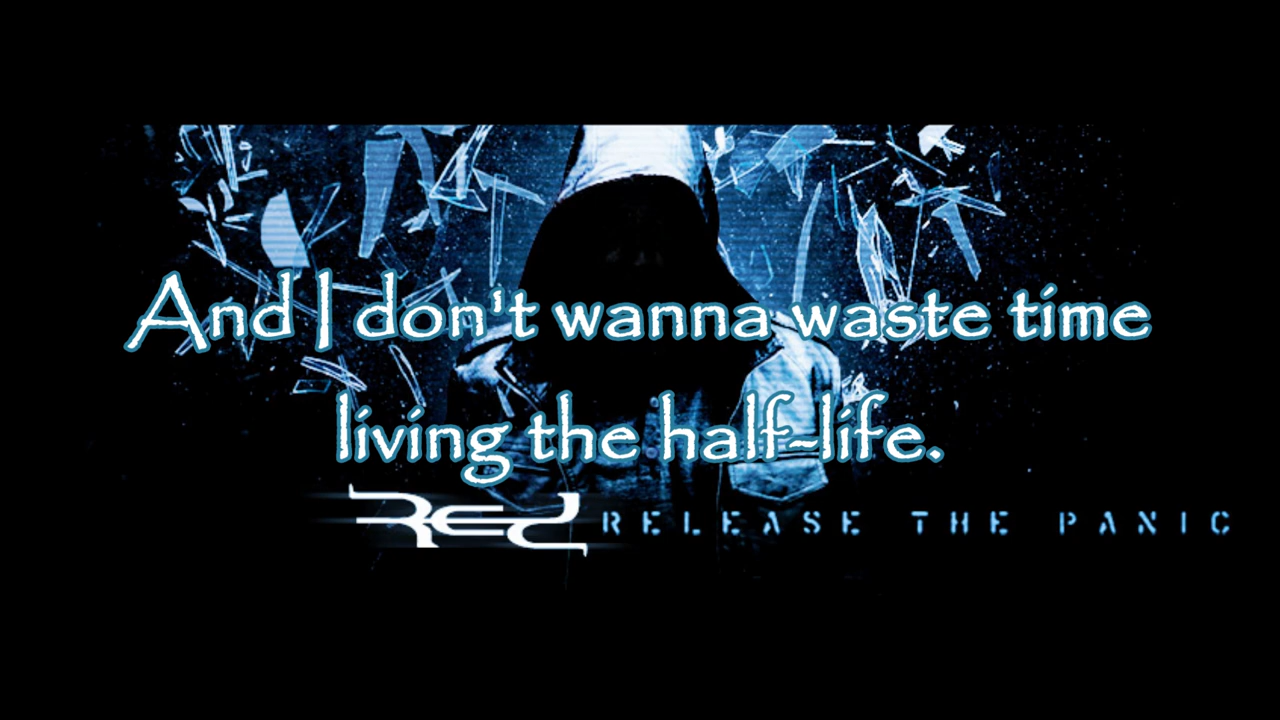 And I don't wanna waste time
living the half-life.
RED RELEASE THE PANIC